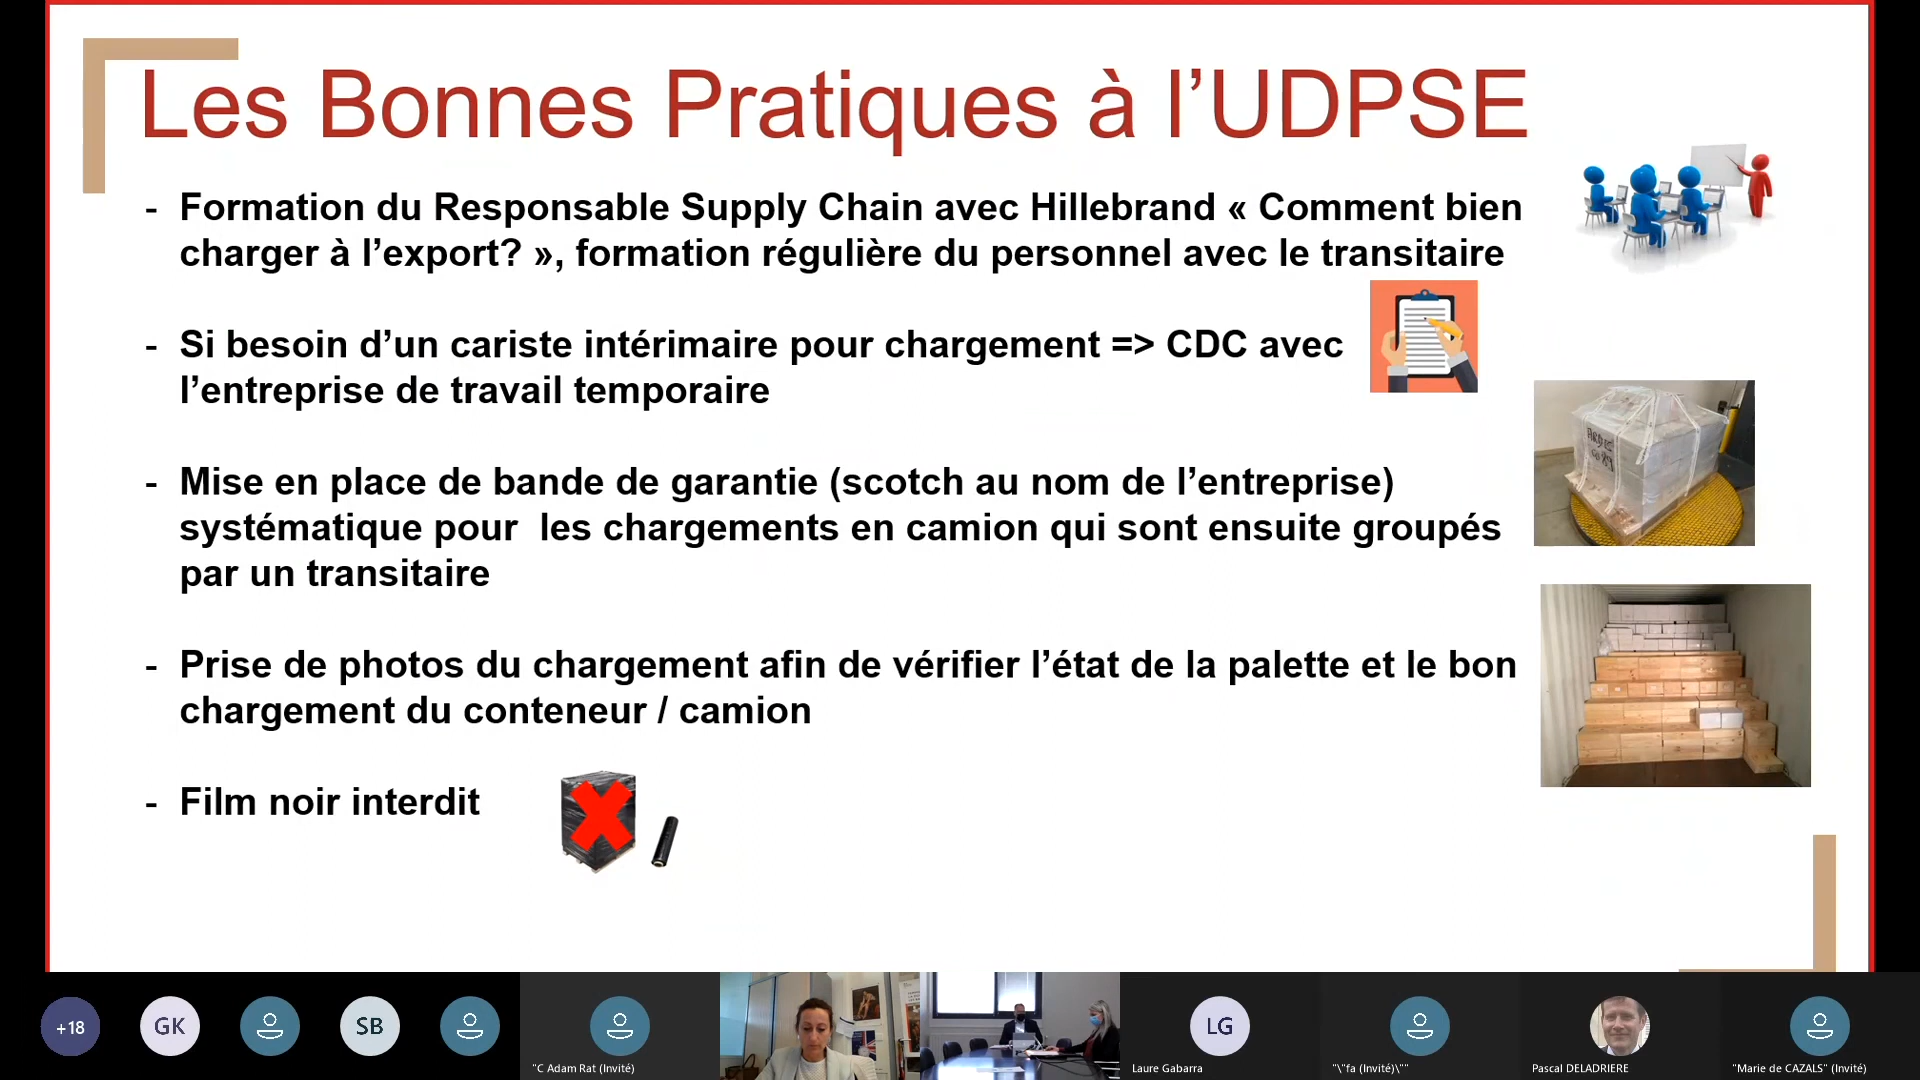 Les Bonnes Pratiques à l’UDPSE
- Formation du Responsable Supply Chain avec Hillebrand « Comment bien
charger à l’export? », formation régulière du personnel avec le transitaire
- Si besoin d’un cariste intérimaire pour chargement => CDC avec
l’entreprise de travail temporaire
- Mise en place de bande de garantie (scotch au nom de l’entreprise)
systématique pour  les chargements en camion qui sont ensuite groupés
par un transitaire
- Prise de photos du chargement afin de vérifier l’état de la palette et le bon
chargement du conteneur / camion
- Film noir interdit
+18
GK
SB
LG
"C Adam Rat (Invité)
Laure Gabarra
"\"fa (Invité)\""
Pascal DELADRIERE
"Marie de CAZALS" (Invité)